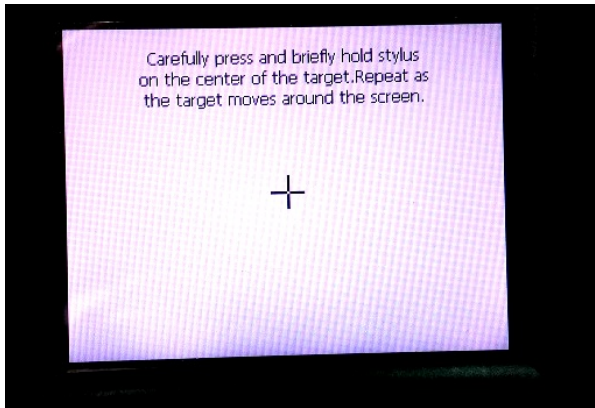 Carefully press and briefly hold stylus
on the center of the target.Repeat as
the target moves around the screen.